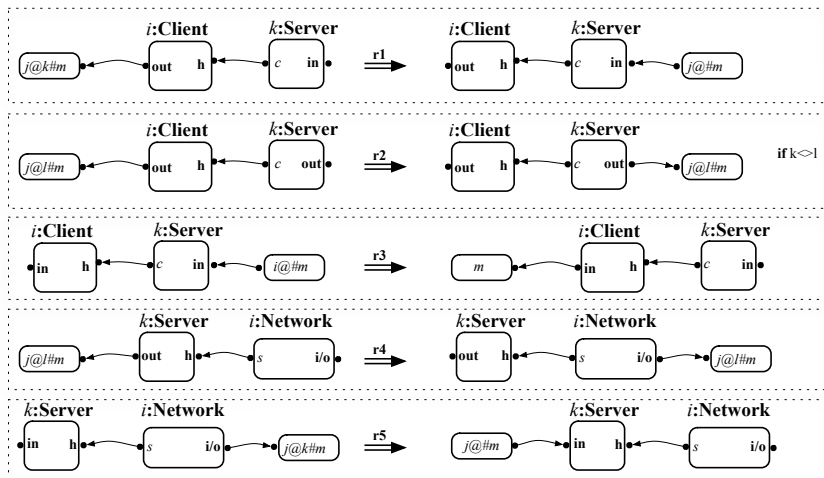 i:Client k:Server i:Client k:Server
j@k#m out h c in r1 out h c in j@#m
i:Client k:Server i:Client k:Server
j@l#m out h c out r2 out h c out j@l#m if k<>l
i:Client k:Server i:Client k:Server
in h c in i@#m r3 m in h c in
k:Server i:Network k:Server i:Network
j@l#m out h s i/o r4 out h s i/o j@l#m
k:Server i:Network k:Server i:Network
in h s i/o j@k#m r5 j@#m in h s i/o